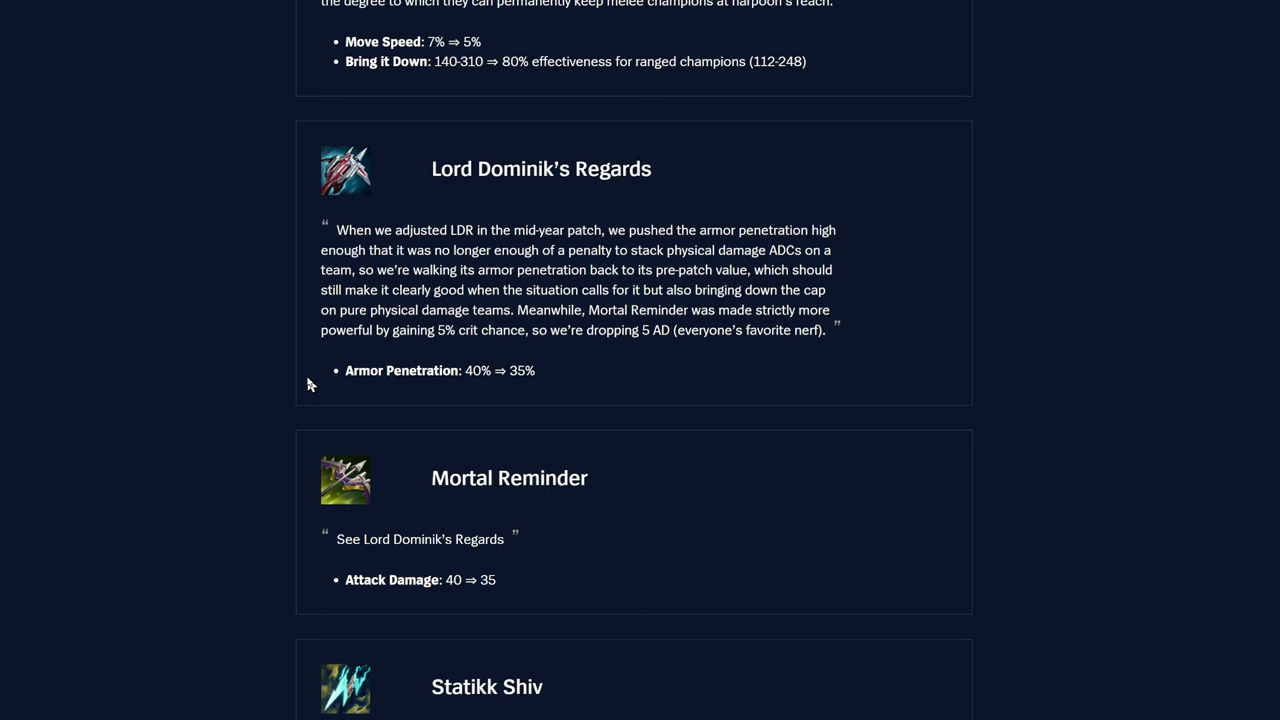 the degree to which they can permanently keep melee champions at harpoon's reach.
• Move Speed: 7% ⇒ 5%
• Bring it Down: 140-310 ⇒ 80% effectiveness for ranged champions (112-248)
Lord Dominik’s Regards
“ When we adjusted LDR in the mid-year patch, we pushed the armor penetration high
enough that it was no longer enough of a penalty to stack physical damage ADCs on a
team, so we’re walking its armor penetration back to its pre-patch value, which should
still make it clearly good when the situation calls for it but also bringing down the cap
on pure physical damage teams. Meanwhile, Mortal Reminder was made strictly more
powerful by gaining 5% crit chance, so we’re dropping 5 AD (everyone’s favorite nerf). ”
• Armor Penetration: 40% ⇒ 35%
Mortal Reminder
“ See Lord Dominik’s Regards ”
• Attack Damage: 40 ⇒ 35
Statikk Shiv